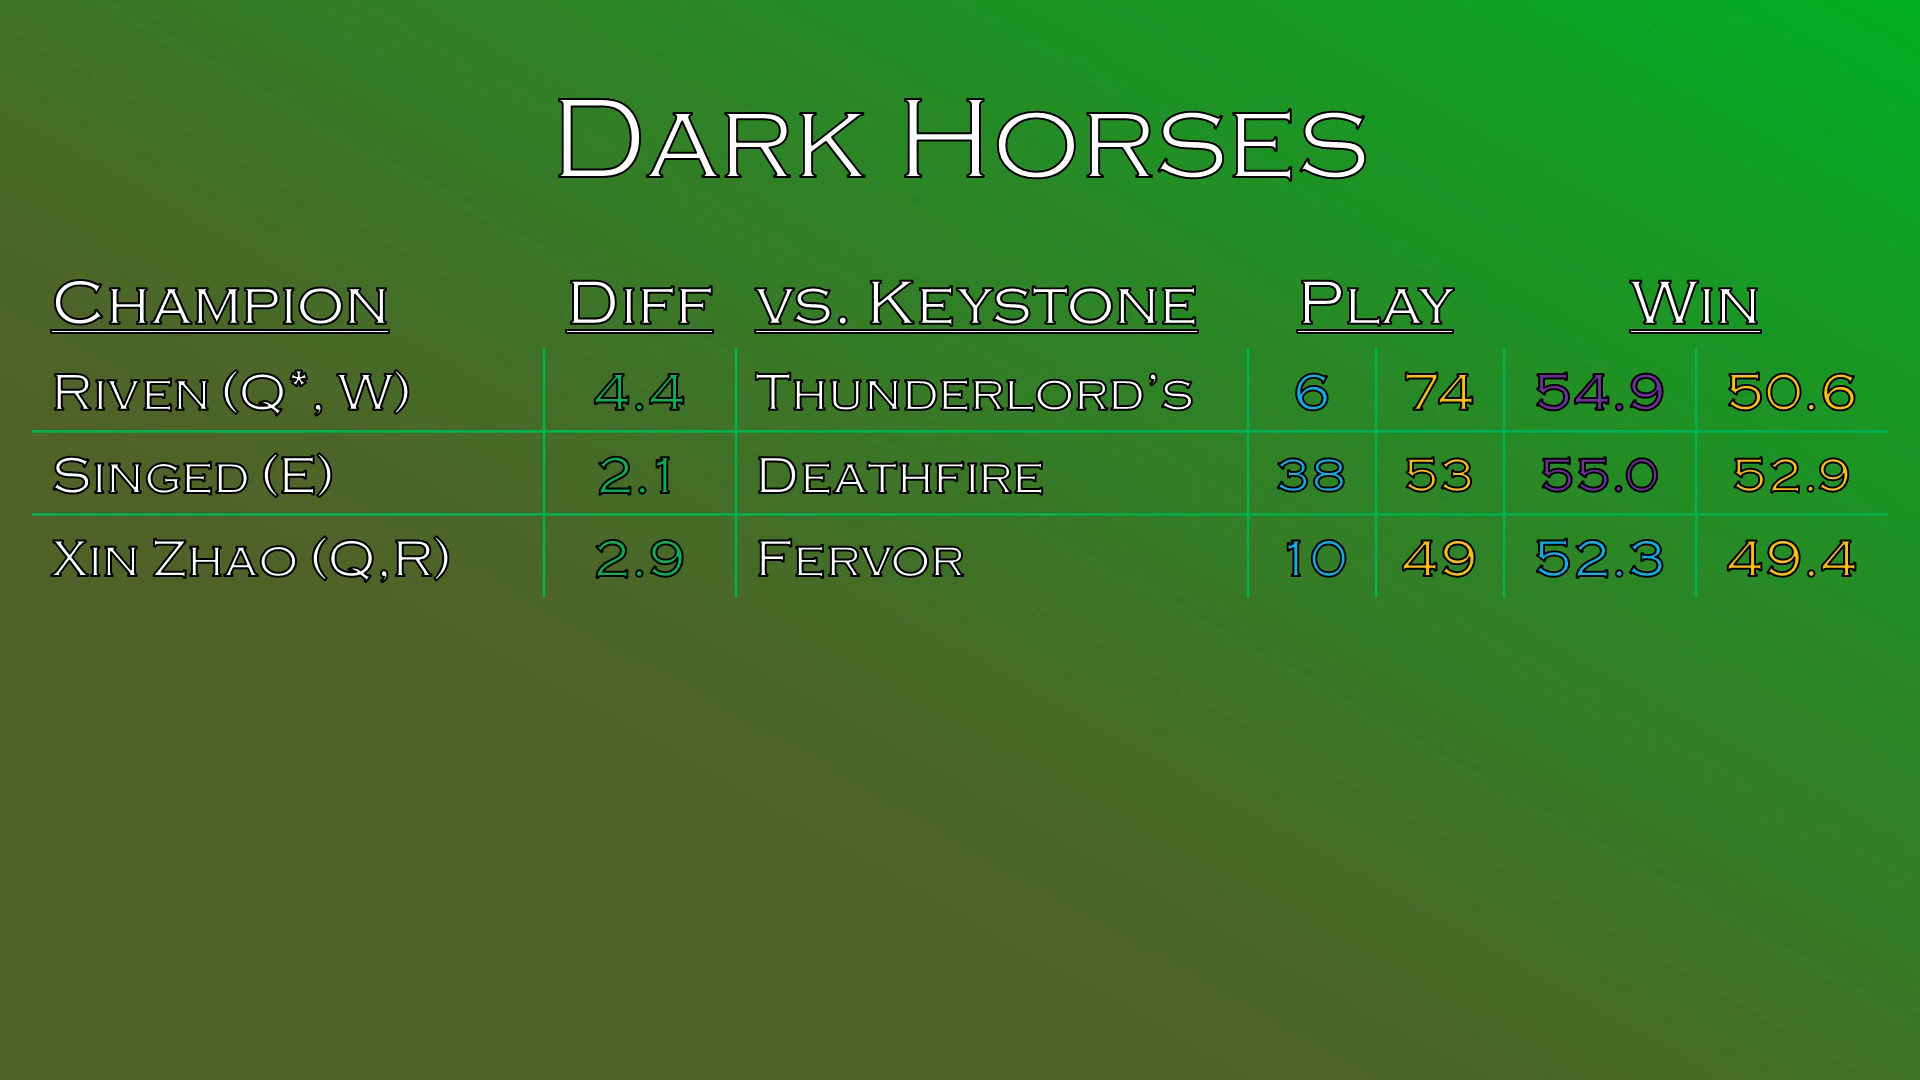 Dark Horses
Champion Diff vs. Keystone Play Win
Riven (Q*, W) 4.4 Thunderlord's 6 74 54.9 50.6
Singed (E) 2.1 Deathfire 38 53 55.0 52.9
Xin Zhao (Q,R) 2.9 Fervor 10 49 52.3 49.4